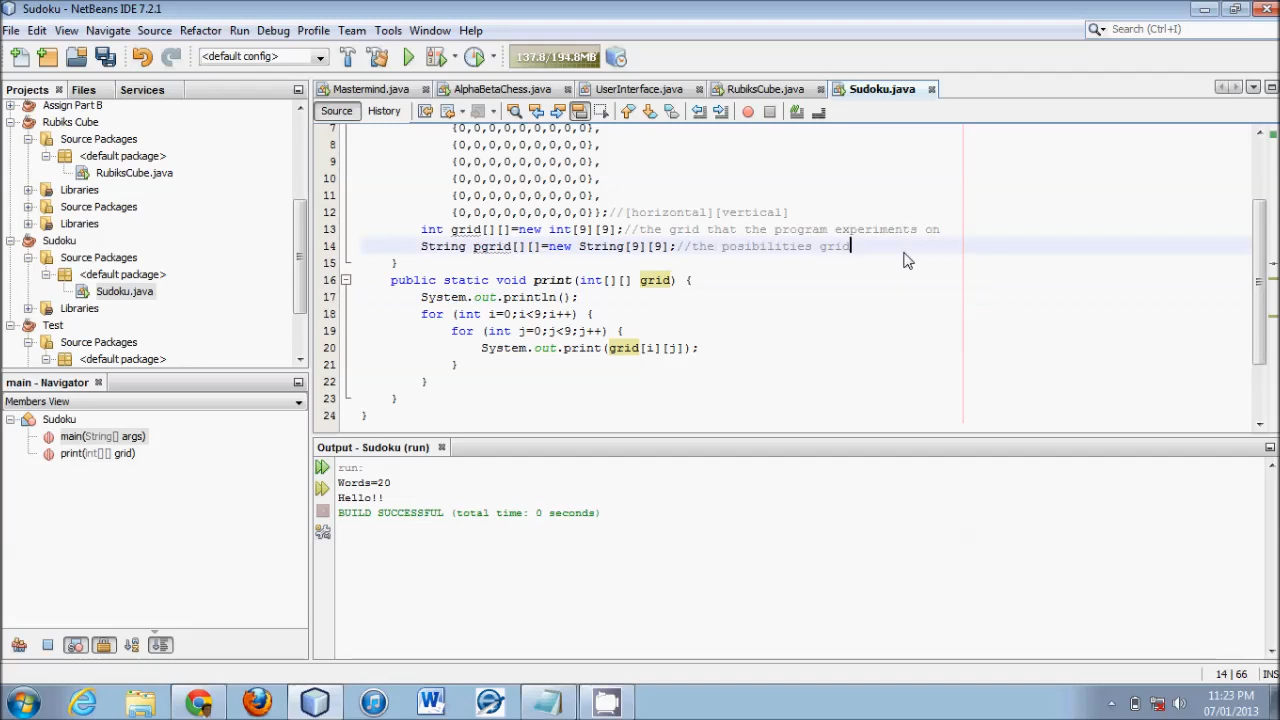 Sudoku - NetBeans IDE 7.2.1
File Edit View Navigate Source Refactor Run Debug Profile Team Tools Window Help
Search (Ctrl+I)
<default config>
137.8/194.8MB
Projects Files Services
Mastermind.java AlphaBetaChess.java UserInterface.java RubiksCube.java Sudoku.java
Source History
Assign Part B
Rubiks Cube
Source Packages
<default package>
RubiksCube.java
Libraries
Source Packages
Libraries
Sudoku
Source Packages
<default package>
Sudoku.java
Libraries
Test
Source Packages
<default package>
7 {0,0,0,0,0,0,0,0,0},
8 {0,0,0,0,0,0,0,0,0},
9 {0,0,0,0,0,0,0,0,0},
10 {0,0,0,0,0,0,0,0,0},
11 {0,0,0,0,0,0,0,0,0},
12 {0,0,0,0,0,0,0,0,0}};//[horizontal][vertical]
13 int grid[][]=new int[9][9];//the grid that the program experiments on
14 String pgrid[][]=new String[9][9];//the posibilities grid
15 }
16 public static void print(int[][] grid) {
17 System.out.println();
18 for (int i=0;i<9;i++) {
19 for (int j=0;j<9;j++) {
20 System.out.print(grid[i][j]);
21 }
22 }
23 }
24 }
main - Navigator
Members View
Sudoku
main(String[] args)
print(int[][] grid)
Output - Sudoku (run)
run:
Words=20
Hello!!
BUILD SUCCESSFUL (total time: 0 seconds)
14 | 66 INS
11:23 PM
07/01/2013